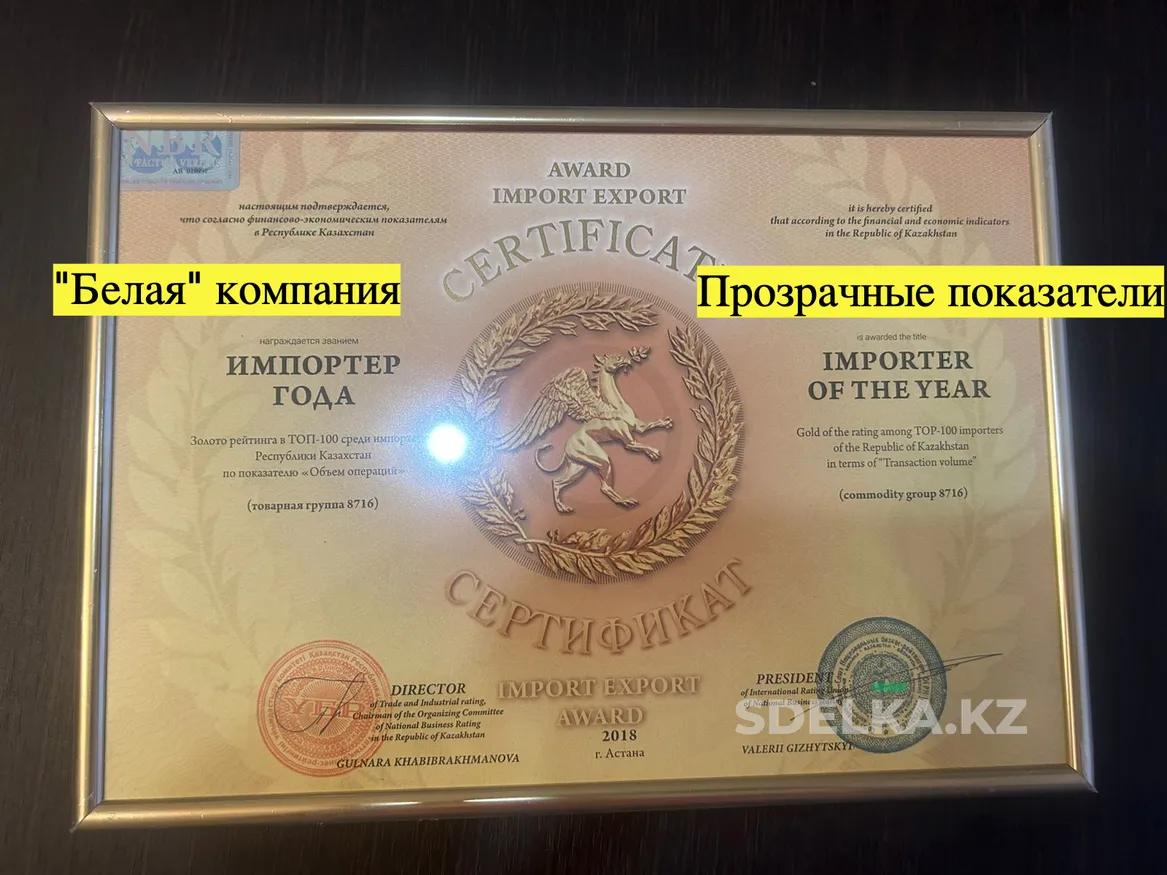 AB 010091
AWARD
IMPORT EXPORT
CERTIFICAT
настоящим подтверждается,
что согласно финансово-экономическим показателям
в Республике Казахстан
it is hereby certified
that according to the financial and economic indicators
in the Republic of Kazakhstan
"Белая" компания
Прозрачные показатели
награждается званием
ИМПОРТЕР
ГОДА
Золото рейтинга в ТОП-100 среди
Республики Казахстан
по показателю «Объем операций»
(товарная группа 8716)
is awarded the title
IMPORTER
OF THE YEAR
Gold of the rating among TOP-100 importers
of the Republic of Kazakhstan
in terms of "Transaction volume"
(commodity group 8716)
СЕРТИФИКАТ
IMPORT EXPORT
AWARD
2018
г. Астана
DIRECTOR
of Trade and Industrial rating,
Chairman of the Organizing Committee
of National Business Rating
in the Republic of Kazakhstan
GULNARA KHABIBRAKHMANOVA
PRESIDENT
of International Rating Union
of National Business
VALERII GIZHYTSKYI
SDELKA.KZ